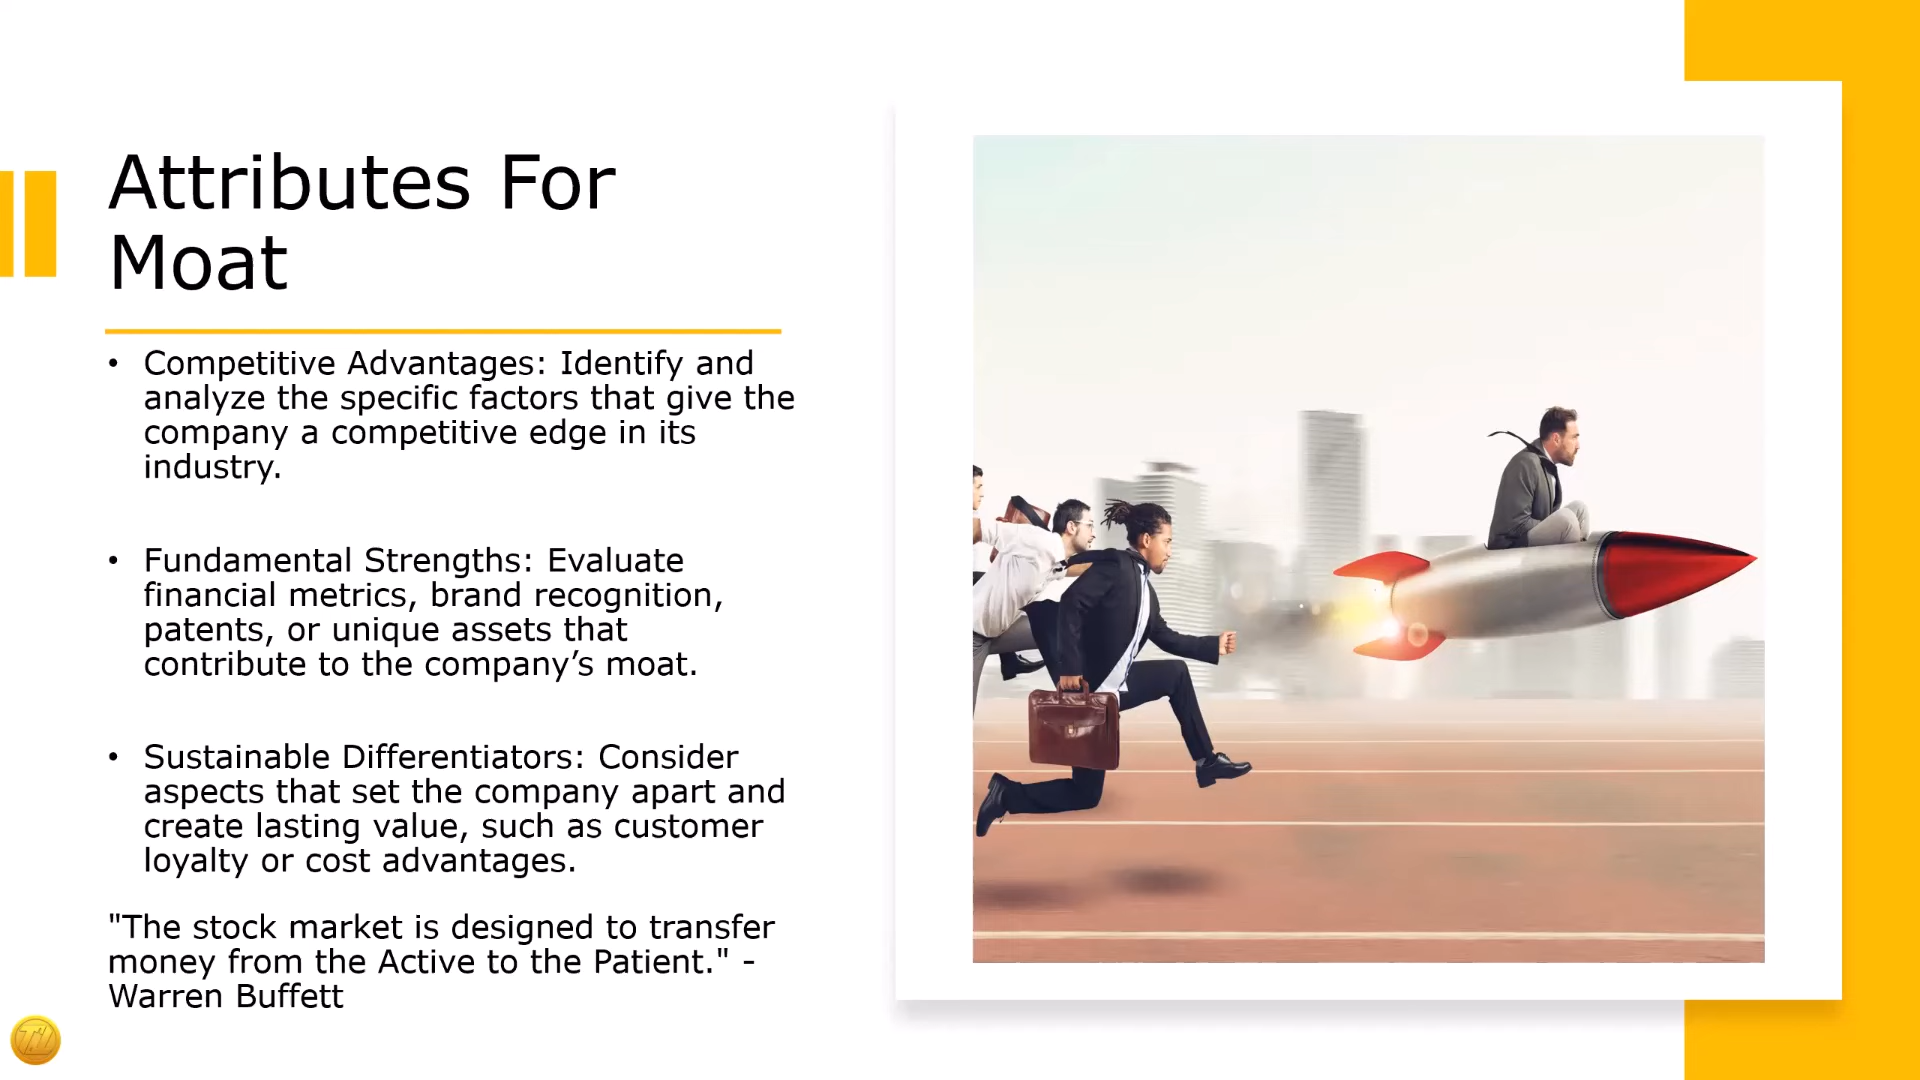 Attributes For
Moat
• Competitive Advantages: Identify and
analyze the specific factors that give the
company a competitive edge in its
industry.
• Fundamental Strengths: Evaluate
financial metrics, brand recognition,
patents, or unique assets that
contribute to the company’s moat.
• Sustainable Differentiators: Consider
aspects that set the company apart and
create lasting value, such as customer
loyalty or cost advantages.
"The stock market is designed to transfer
money from the Active to the Patient." -
Warren Buffett